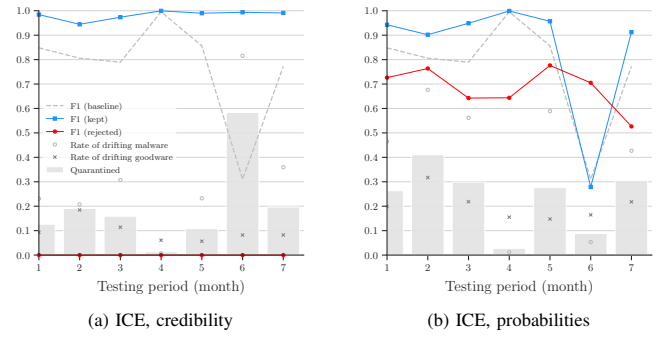 1.0
0.9
0.8
0.7
0.6
0.5
0.4
0.3
0.2
0.1
0.0
F1 (baseline)
F1 (kept)
F1 (rejected)
Rate of drifting malware
Rate of drifting goodware
Quarantined
1 2 3 4 5 6 7
Testing period (month)
(a) ICE, credibility
1.0
0.9
0.8
0.7
0.6
0.5
0.4
0.3
0.2
0.1
0.0
1 2 3 4 5 6 7
Testing period (month)
(b) ICE, probabilities